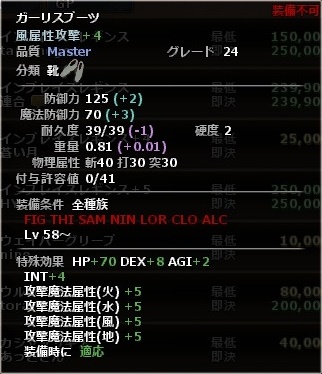 GP
装備不可
ガーリスブーツ
風属性攻撃+4
品質 Master グレード 24
分類 靴
防御力 125 (+2)
魔法防御力 70 (+3)
耐久度 39/39 (-1) 硬度 2
重量 0.81 (+0.01)
物理属性 斬40 打30 突30
付与許容値 0/41
装備条件 全種族
FIG THI SAM NIN LOR CLO ALC
Lv 58～
特殊効果 HP+70 DEX+8 AGI+2
INT+4
攻撃魔法属性(火) +5
攻撃魔法属性(水) +5
攻撃魔法属性(風) +5
攻撃魔法属性(地) +5
装備時に 適応